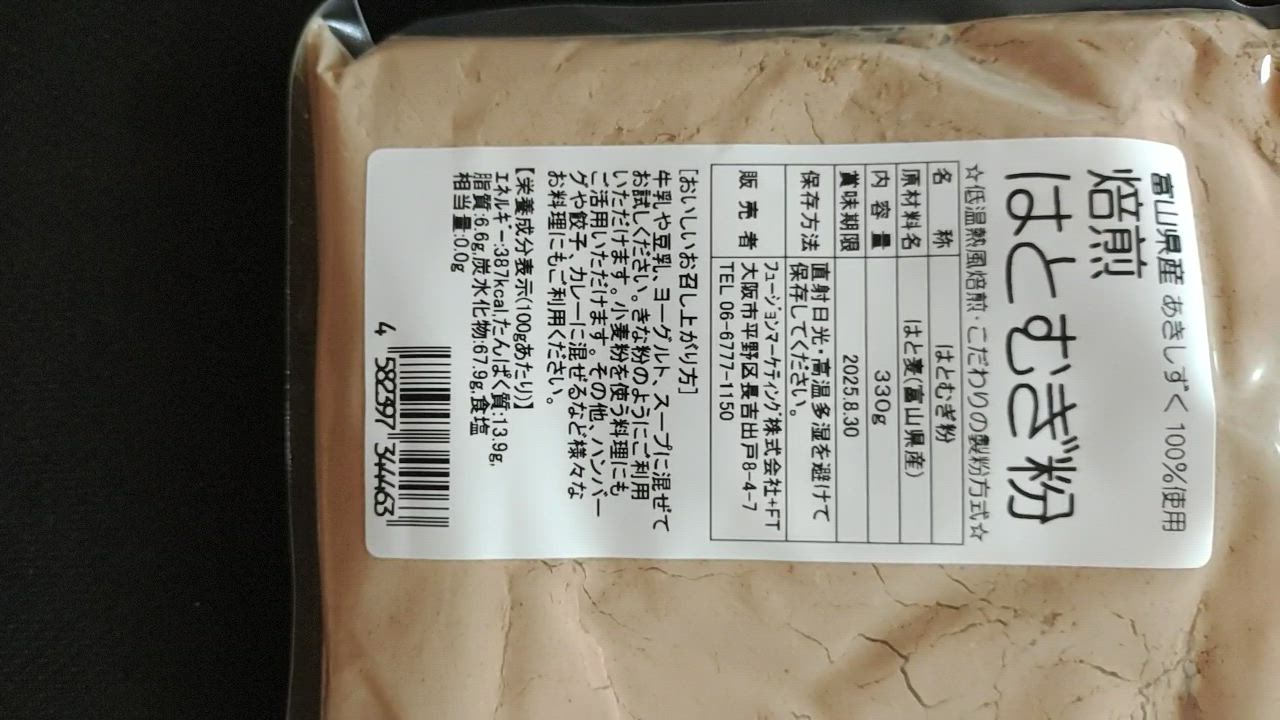 富山県産 あきしずく 100%使用
焙煎
はとむぎ粉
☆低温熱風焙煎・こだわりの製粉方式☆
名称 はとむぎ粉
原材料名 はと麦(富山県産)
内容量 330g
賞味期限 2025.8.30
保存方法 直射日光・高温多湿を避けて
保存してください。
販売者 フュージョンマーケティング株式会社+FT
大阪市平野区長吉出戸8-4-7
TEL 06-6777-1150
[おいしいお召し上がり方]
牛乳や豆乳、ヨーグルト、スープに混ぜて
お試しください。きな粉のようにご利用
いただけます。小麦粉を使う料理にも
ご活用いただけます。その他、ハンバー
グや餃子、カレーに混ぜるなど様々な
お料理にもご利用ください。
【栄養成分表示(100gあたり)】
エネルギー:387kcal,たんぱく質:13.9g,
脂質:6.6g,炭水化物:67.9g,食塩
相当量:0.0g
4 582397 344463